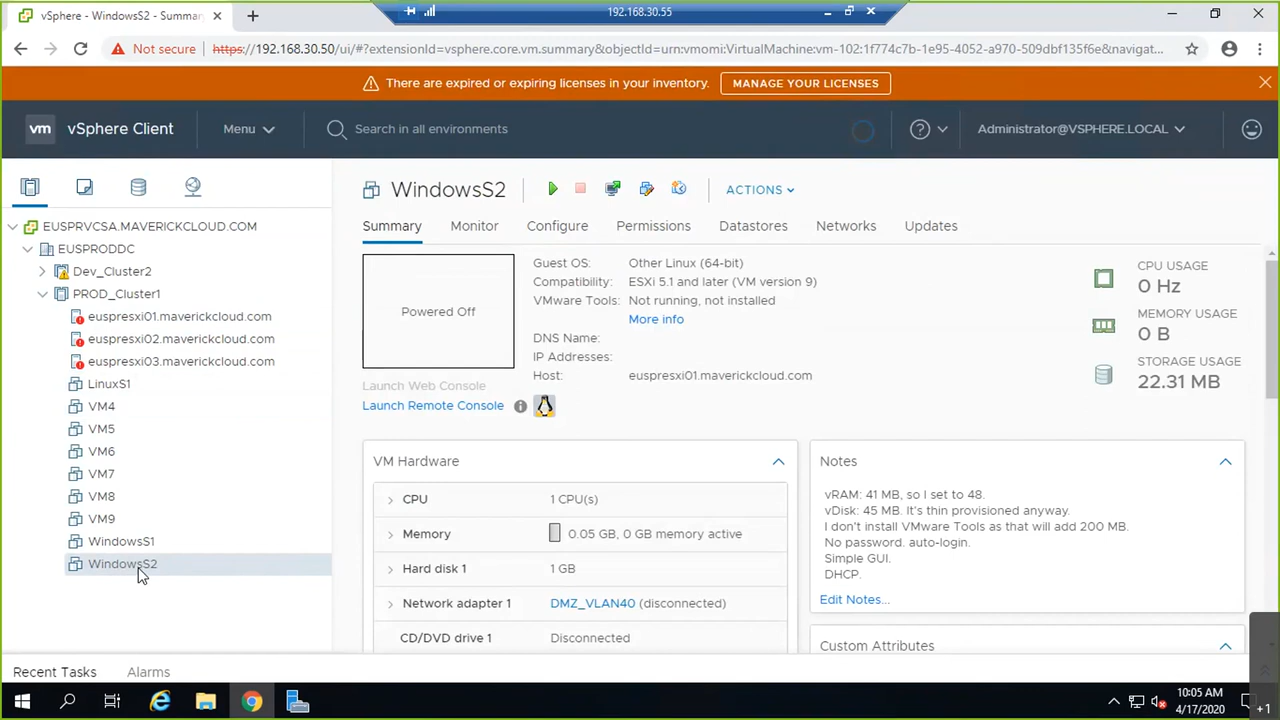 vSphere - WindowsS2 - Summary
192.168.30.55
Not secure
https://192.168.30.50/ui/#?extensionId=vsphere.core.vm.summary&objectId=urn:vmomi:VirtualMachine:vm-102:1f774c7b-1e95-4052-a970-509dbf135f6e&navigat...
There are expired or expiring licenses in your inventory.
MANAGE YOUR LICENSES
vm
vSphere Client
Menu
Search in all environments
Administrator@VSPHERE.LOCAL
WindowsS2
ACTIONS
Summary
Monitor
Configure
Permissions
Datastores
Networks
Updates
EUSPRVCSA.MAVERICKCLOUD.COM
EUSPRODDC
Dev_Cluster2
PROD_Cluster1
euspresxi01.maverickcloud.com
euspresxi02.maverickcloud.com
euspresxi03.maverickcloud.com
LinuxS1
VM4
VM5
VM6
VM7
VM8
VM9
WindowsS1
WindowsS2
Powered Off
Launch Web Console
Launch Remote Console
Guest OS: Other Linux (64-bit)
Compatibility: ESXi 5.1 and later (VM version 9)
VMware Tools: Not running, not installed
More info
DNS Name:
IP Addresses:
Host: euspresxi01.maverickcloud.com
CPU USAGE
0 Hz
MEMORY USAGE
0 B
STORAGE USAGE
22.31 MB
VM Hardware
CPU 1 CPU(s)
Memory 0.05 GB, 0 GB memory active
Hard disk 1 1 GB
Network adapter 1 DMZ_VLAN40 (disconnected)
CD/DVD drive 1 Disconnected
Notes
vRAM: 41 MB, so I set to 48.
vDisk: 45 MB. It's thin provisioned anyway.
I don't install VMware Tools as that will add 200 MB.
No password. auto-login.
Simple GUI.
DHCP.
Edit Notes...
Custom Attributes
Recent Tasks
Alarms
10:05 AM
4/17/2020
+1